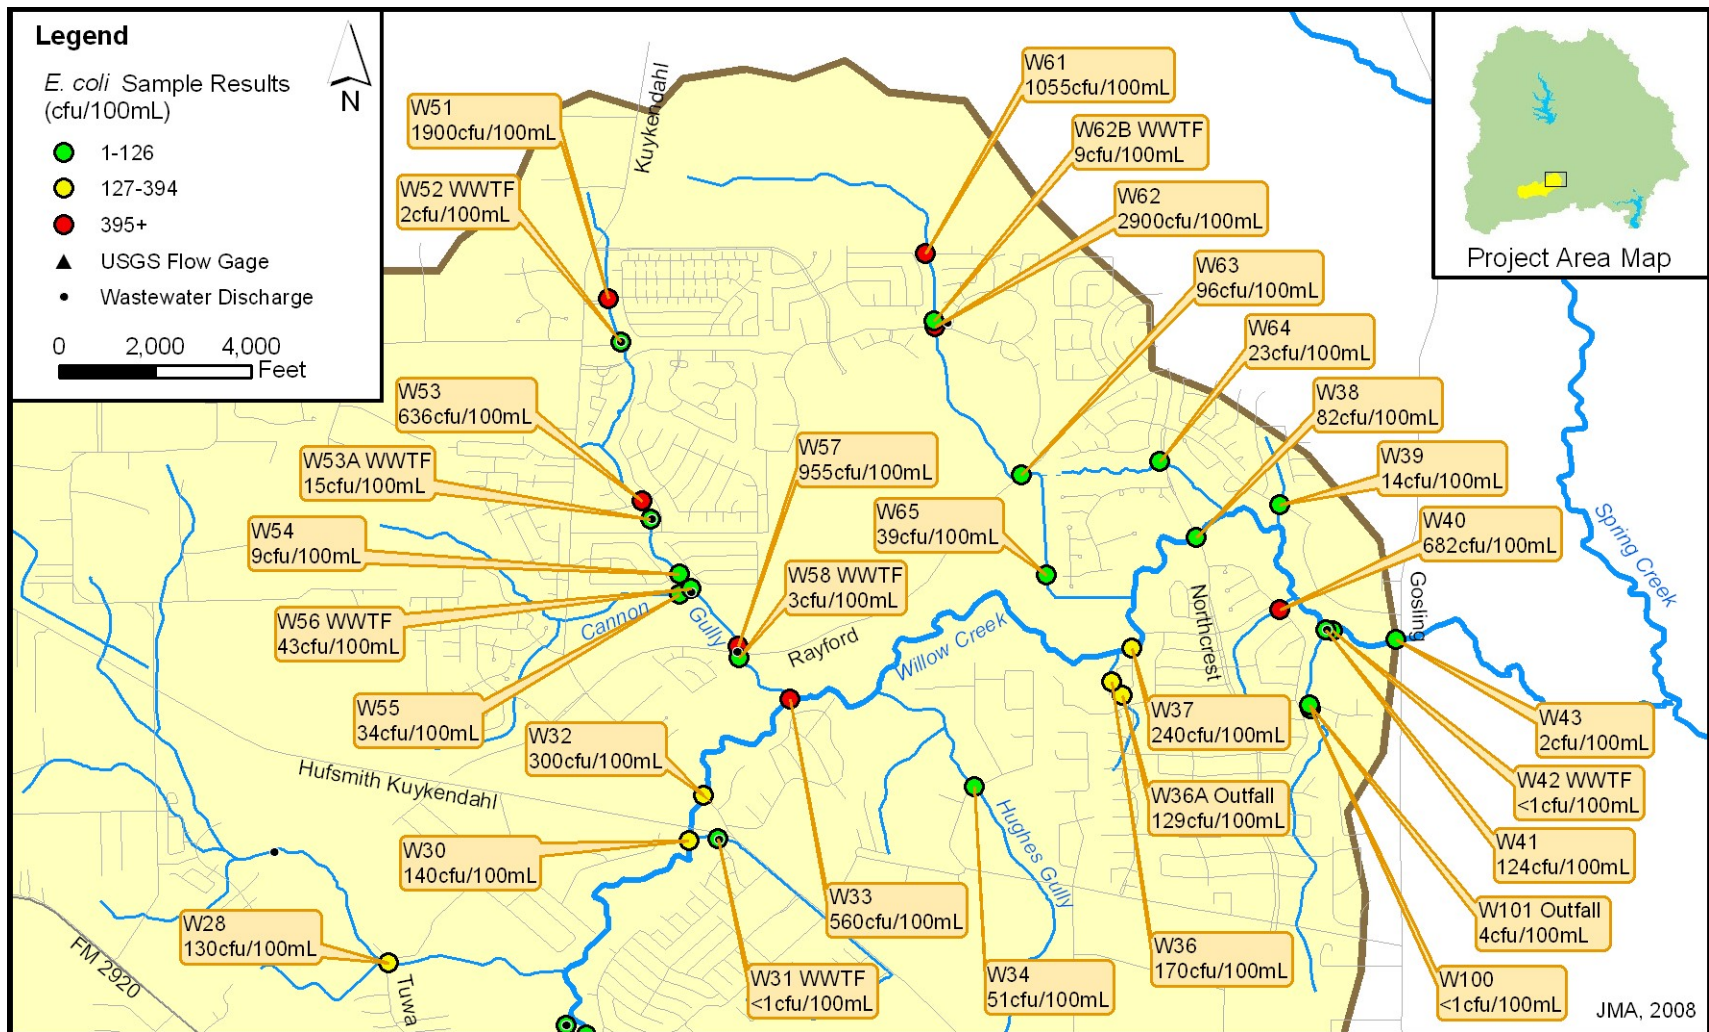 Legend
E. coli Sample Results
(cfu/100mL)
1-126
127-394
395+
USGS Flow Gage
Wastewater Discharge
0 2,000 4,000
Feet
N
Project Area Map
Kuykendahl
W51
1900cfu/100mL
W52 WWTF
2cfu/100mL
W61
1055cfu/100mL
W62B WWTF
9cfu/100mL
W62
2900cfu/100mL
W63
96cfu/100mL
W64
23cfu/100mL
W38
82cfu/100mL
W39
14cfu/100mL
W40
682cfu/100mL
W53
636cfu/100mL
W53A WWTF
15cfu/100mL
W57
955cfu/100mL
W54
9cfu/100mL
W65
39cfu/100mL
W58 WWTF
3cfu/100mL
W56 WWTF
43cfu/100mL
Cannon
Gully
Rayford
Willow Creek
Northcrest
Gosling
Spring Creek
W55
34cfu/100mL
W32
300cfu/100mL
W37
240cfu/100mL
W43
2cfu/100mL
W42 WWTF
<1cfu/100mL
W36A Outfall
129cfu/100mL
Hufsmith Kuykendahl
Hughes Gully
W30
140cfu/100mL
W41
124cfu/100mL
W33
560cfu/100mL
W101 Outfall
4cfu/100mL
W28
130cfu/100mL
W36
170cfu/100mL
W31 WWTF
<1cfu/100mL
W34
51cfu/100mL
W100
<1cfu/100mL
FM 2920
Tuwa
JMA, 2008